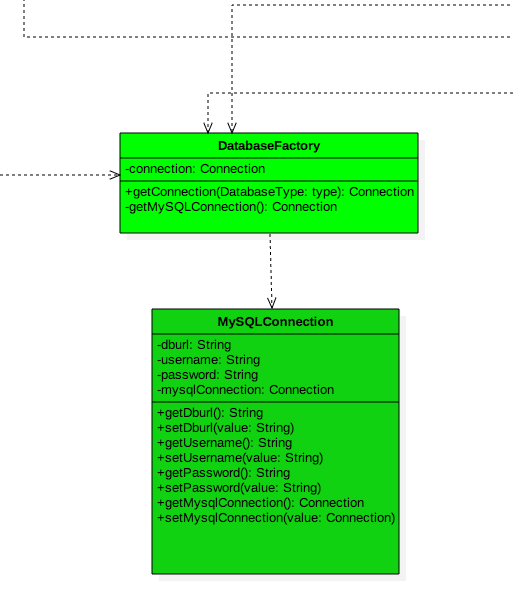 DatabaseFactory
-connection: Connection
+getConnection(DatabaseType: type): Connection
-getMySQLConnection(): Connection
MySQLConnection
-dburl: String
-username: String
-password: String
-mysqlConnection: Connection
+getDburl(): String
+setDburl(value: String)
+getUsername(): String
+setUsername(value: String)
+getPassword(): String
+setPassword(value: String)
+getMysqlConnection(): Connection
+setMysqlConnection(value: Connection)